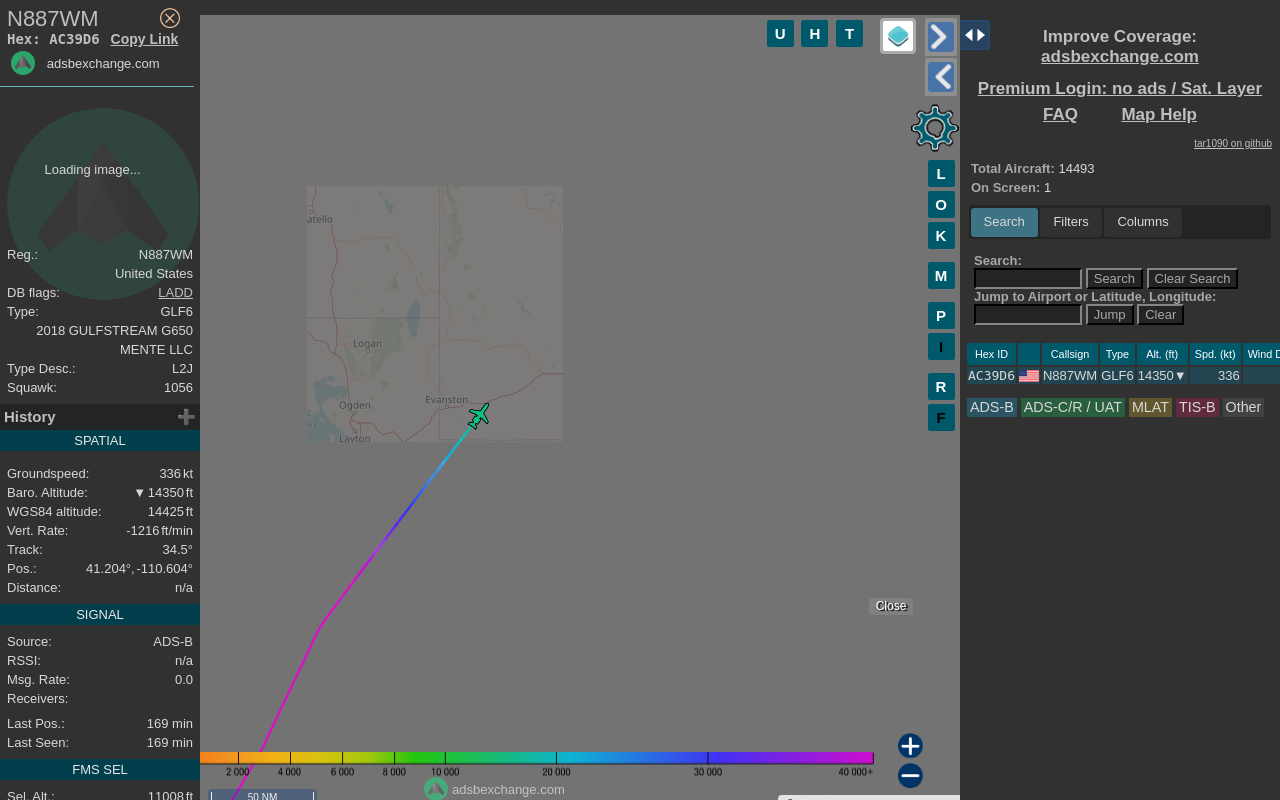 N887WM
Hex: AC39D6 Copy Link
adsbexchange.com
Loading image...
Reg.: N887WM
United States
DB flags: LADD
Type: GLF6
2018 GULFSTREAM G650
MENTE LLC
Type Desc.: L2J
Squawk: 1056
History
SPATIAL
Groundspeed: 336 kt
Baro. Altitude: ▼ 14350 ft
WGS84 altitude: 14425 ft
Vert. Rate: -1216 ft/min
Track: 34.5°
Pos.: 41.204°, -110.604°
Distance: n/a
SIGNAL
Source: ADS-B
RSSI: n/a
Msg. Rate: 0.0
Receivers:
Last Pos.: 169 min
Last Seen: 169 min
FMS SEL
Sel. Alt.: 11008 ft
U H T
L
O
K
M
P
I
R
F
atello
Logan
Ogden
Evanston
Layton
Close
2 000 4 000 6 000 8 000 10 000 20 000 30 000 40 000+
50 NM
adsbexchange.com
Improve Coverage:
adsbexchange.com
Premium Login: no ads / Sat. Layer
FAQ Map Help
tar1090 on github
Total Aircraft: 14493
On Screen: 1
Search Filters Columns
Search:
Search Clear Search
Jump to Airport or Latitude, Longitude:
Jump Clear
Hex ID Callsign Type Alt. (ft) Spd. (kt) Wind D
AC39D6 N887WM GLF6 14350▼ 336
ADS-B ADS-C/R / UAT MLAT TIS-B Other